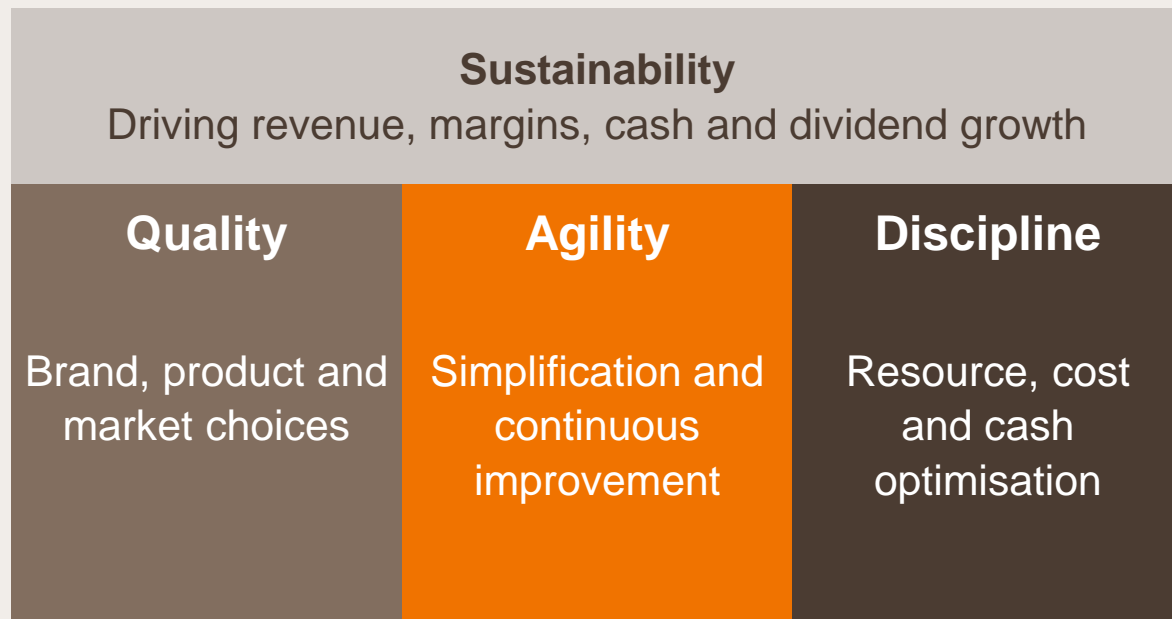 Sustainability
Driving revenue, margins, cash and dividend growth
Quality
Brand, product and
market choices
Agility
Simplification and
continuous
improvement
Discipline
Resource, cost
and cash
optimisation